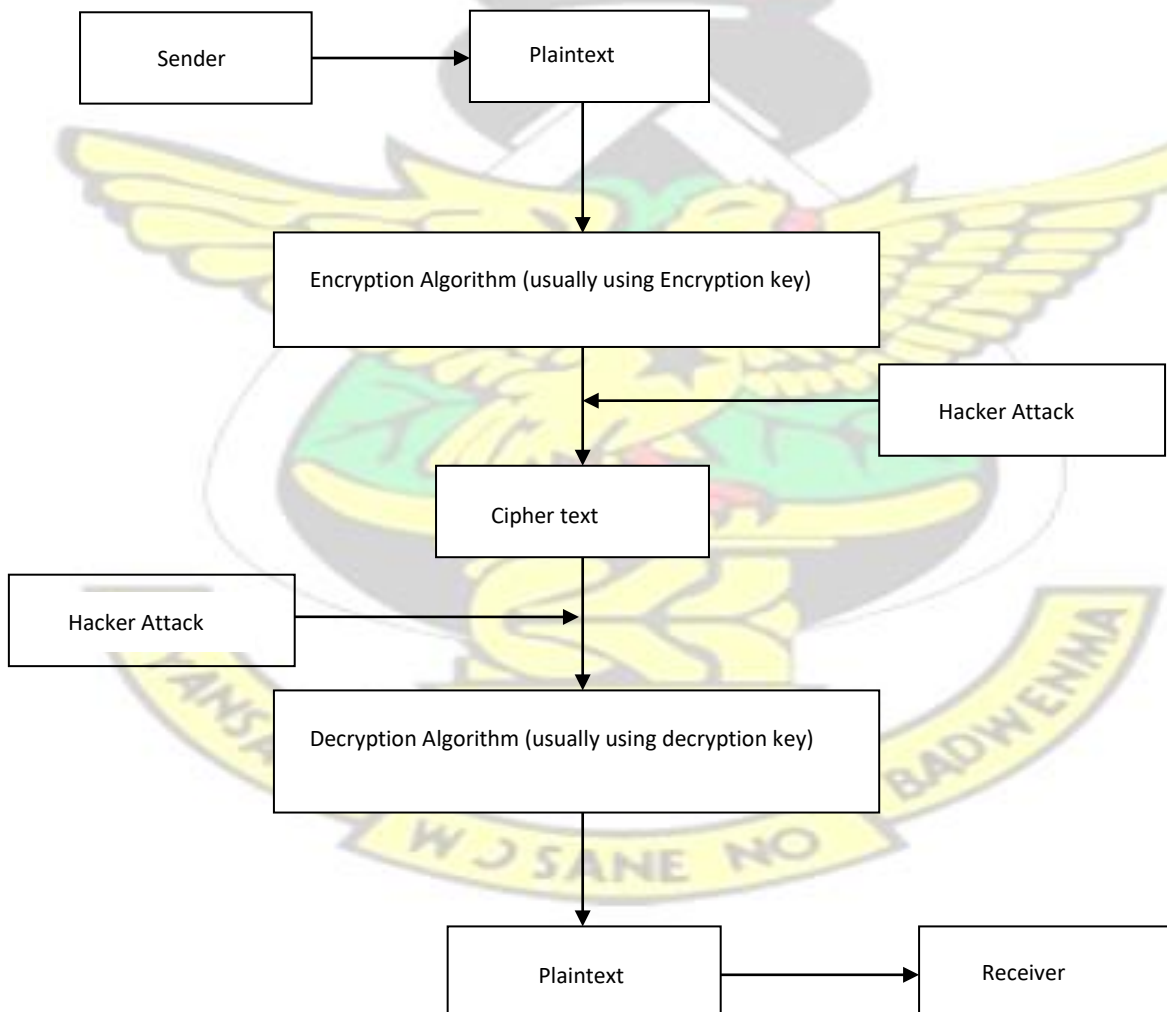 Sender
Plaintext
Encryption Algorithm (usually using Encryption key)
Hacker Attack
Cipher text
Hacker Attack
Decryption Algorithm (usually using decryption key)
BADWENMA
W Ɔ SANE NO
Plaintext
Receiver